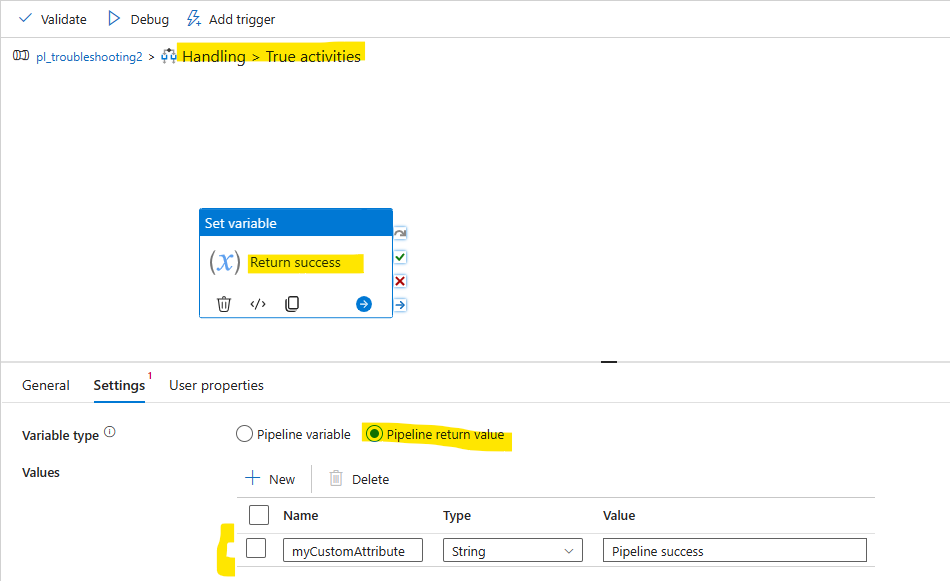 Validate Debug Add trigger
pl_troubleshooting2 > Handling > True activities
Set variable
(x) Return success
</>
General Settings 1 User properties
Variable type Pipeline variable Pipeline return value
Values
New Delete
Name Type Value
myCustomAttribute String Pipeline success